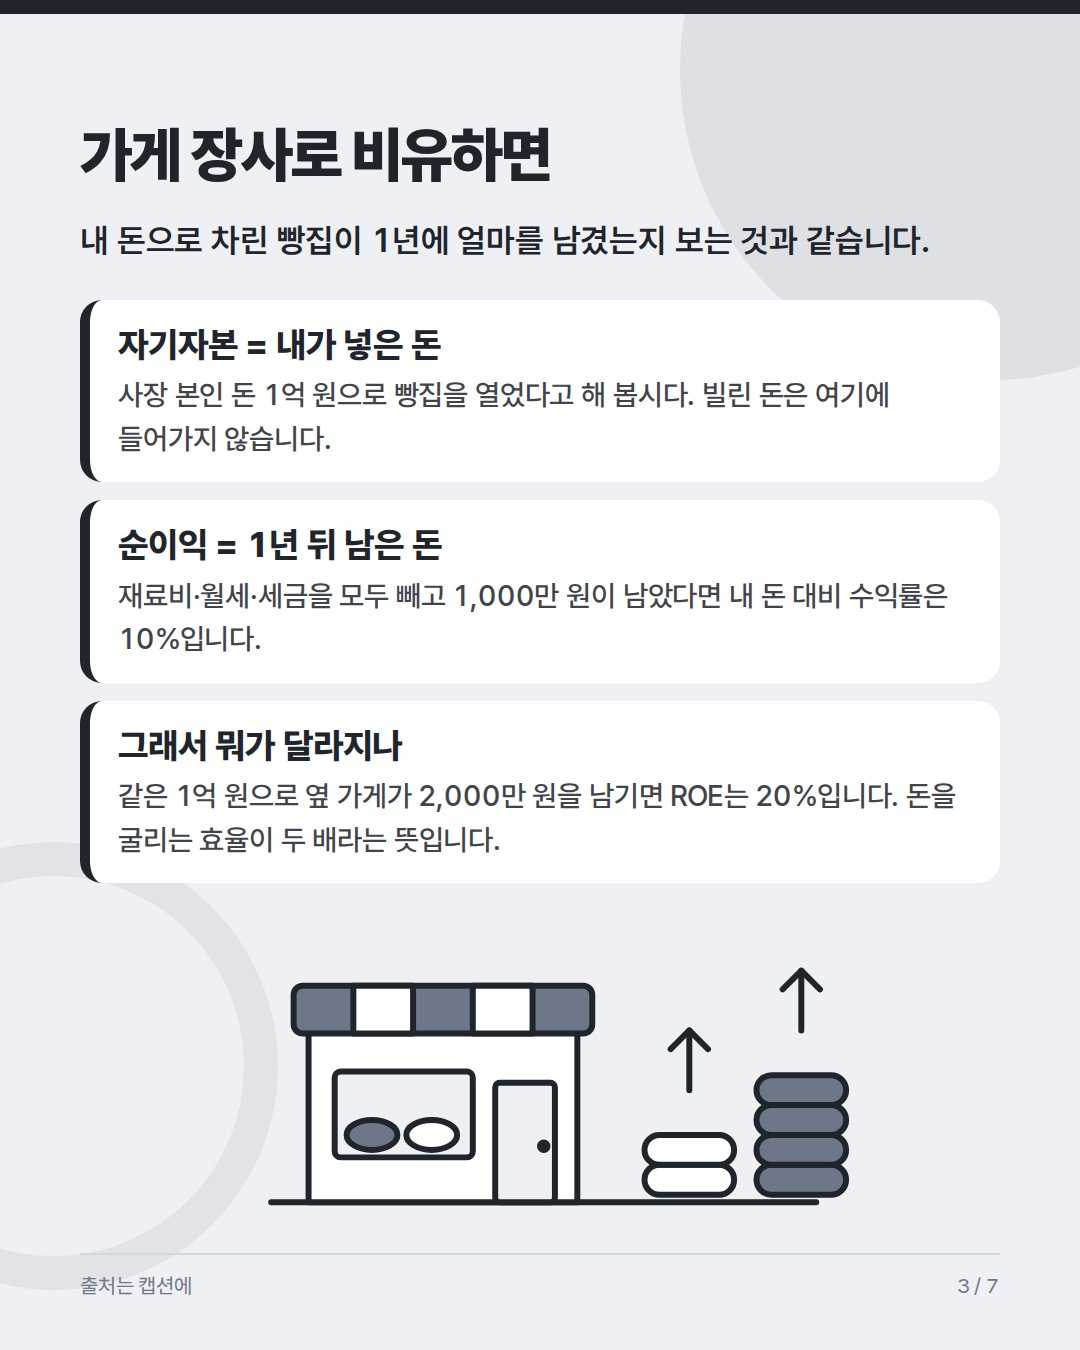 가게 장사로 비유하면
내 돈으로 차린 빵집이 1년에 얼마를 남겼는지 보는 것과 같습니다.
자기자본 = 내가 넣은 돈
사장 본인 돈 1억 원으로 빵집을 열었다고 해 봅시다. 빌린 돈은 여기에
들어가지 않습니다.
순이익 = 1년 뒤 남은 돈
재료비·월세·세금을 모두 빼고 1,000만 원이 남았다면 내 돈 대비 수익률은
10%입니다.
그래서 뭐가 달라지나
같은 1억 원으로 옆 가게가 2,000만 원을 남기면 ROE는 20%입니다. 돈을
굴리는 효율이 두 배라는 뜻입니다.
출처는 캡션에
3 / 7